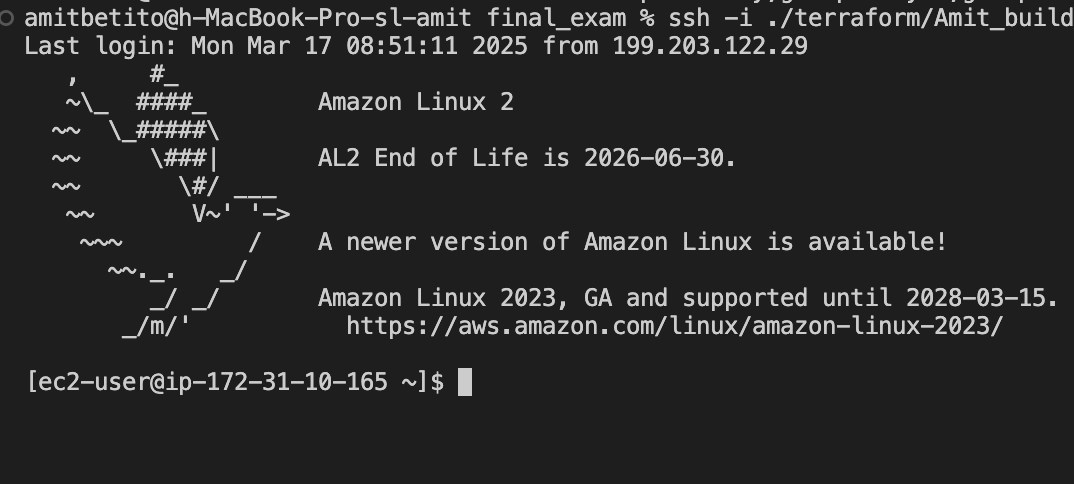 amitbetito@h-MacBook-Pro-sl-amit final_exam % ssh -i ./terraform/Amit_build
Last login: Mon Mar 17 08:51:11 2025 from 199.203.122.29
   ,     #_
   ~\_  ####_        Amazon Linux 2
  ~~  \_#####\
  ~~     \###|       AL2 End of Life is 2026-06-30.
  ~~       \#/ ___
   ~~       V~' '->
    ~~~         /    A newer version of Amazon Linux is available!
      ~~._.   _/
         _/ _/       Amazon Linux 2023, GA and supported until 2028-03-15.
       _/m/'           https://aws.amazon.com/linux/amazon-linux-2023/
[ec2-user@ip-172-31-10-165 ~]$